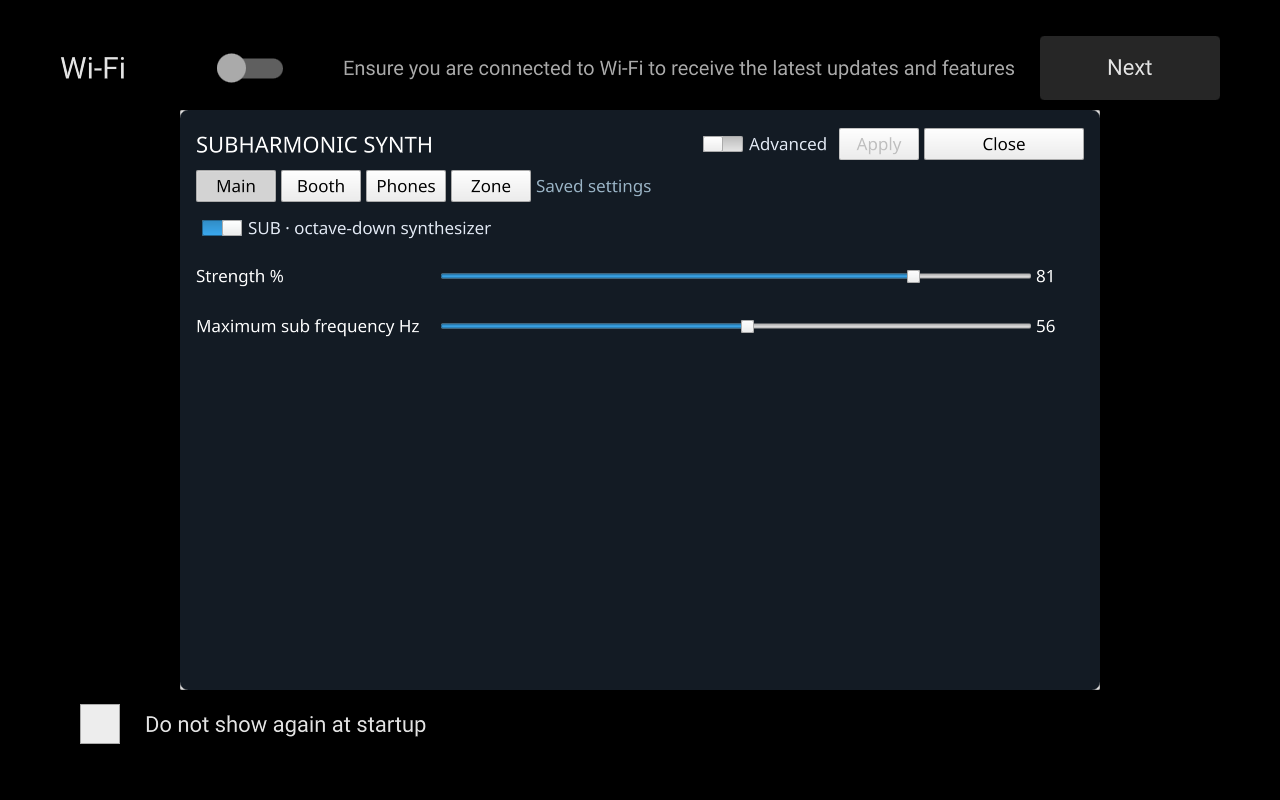 Wi-Fi
Ensure you are connected to Wi-Fi to receive the latest updates and features
Next
SUBHARMONIC SYNTH
Advanced
Apply
Close
Main
Booth
Phones
Zone
Saved settings
SUB · octave-down synthesizer
Strength %
81
Maximum sub frequency Hz
56
Do not show again at startup